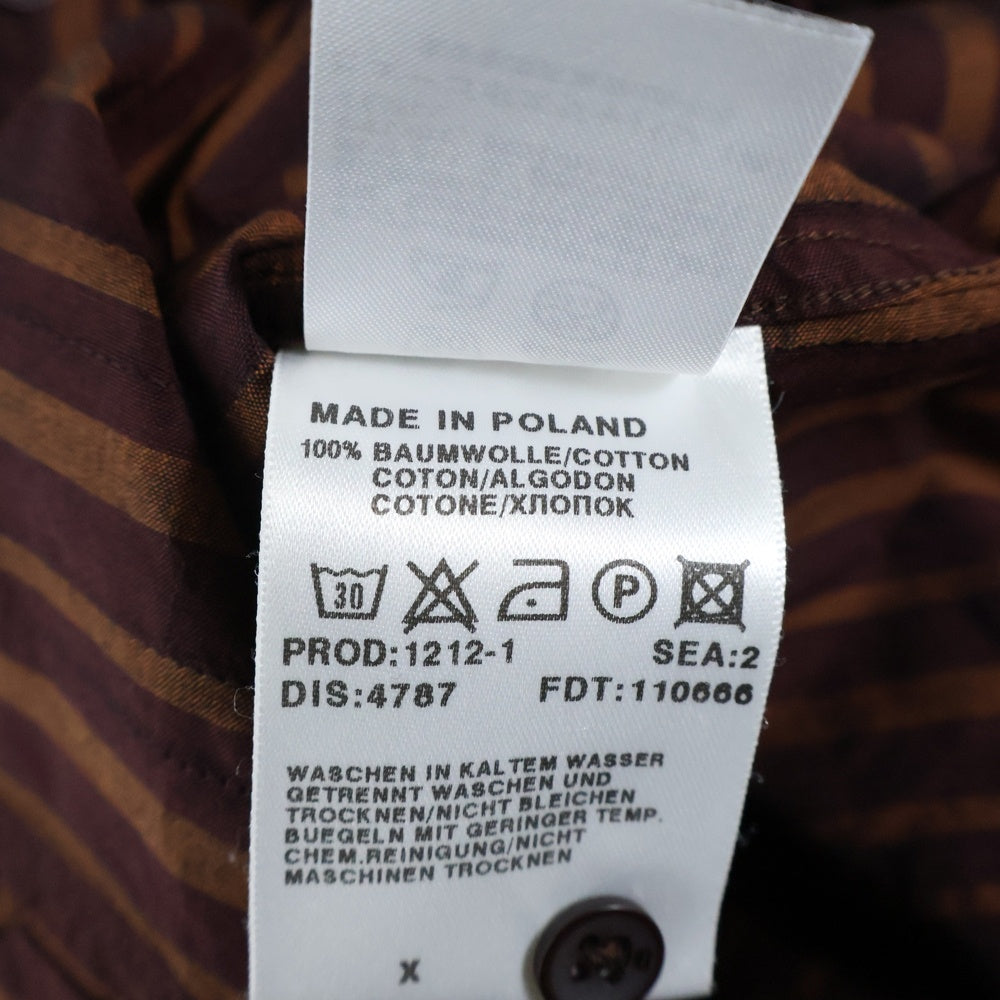 MADE IN POLAND
100% BAUMWOLLE/COTTON
COTON/ALGODON
COTONE/ХЛОПОК
30 P
PROD:1212-1 SEA:2
DIS:4787 FDT:110666
WASCHEN IN KALTEM WASSER
GETRENNT WASCHEN UND
TROCKNEN/NICHT BLEICHEN
BUEGELN MIT GERINGER TEMP.
CHEM.REINIGUNG/NICHT
MASCHINEN TROCKNEN
X